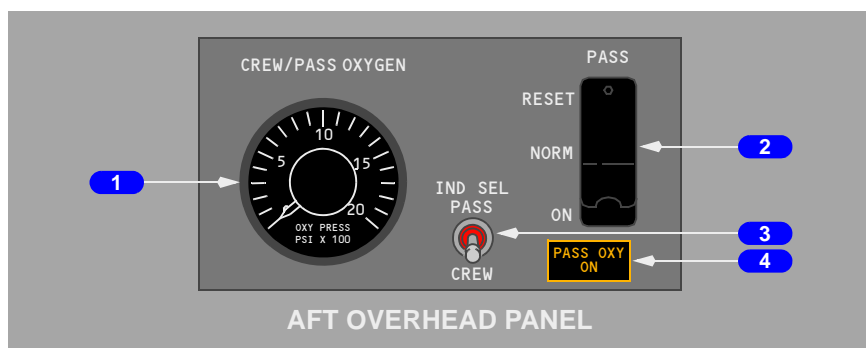 CREW/PASS OXYGEN
5
10
15
20
OXY PRESS
PSI X 100
1
PASS
RESET
NORM
ON
2
IND SEL
PASS
CREW
3
PASS OXY
ON
4
AFT OVERHEAD PANEL